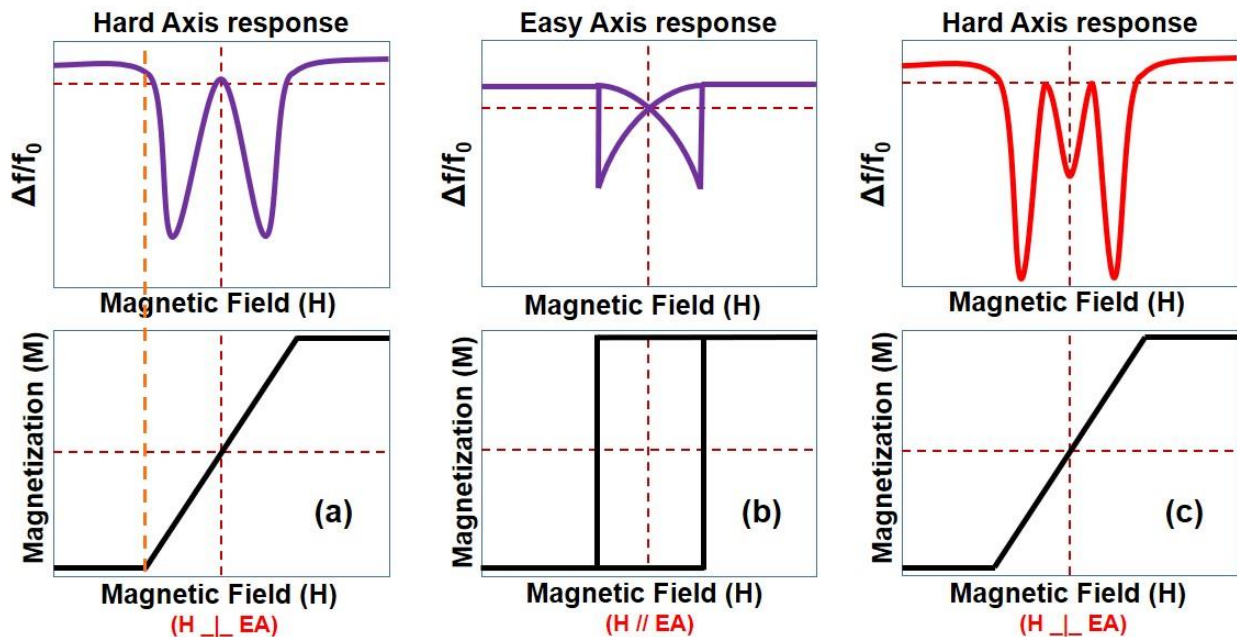 Hard Axis response
Easy Axis response
Hard Axis response
Δf/f₀
Δf/f₀
Δf/f₀
Magnetic Field (H)
Magnetic Field (H)
Magnetic Field (H)
Magnetization (M)
(a)
Magnetization (M)
(b)
Magnetization (M)
(c)
Magnetic Field (H)
Magnetic Field (H)
Magnetic Field (H)
(H _|_ EA)
(H // EA)
(H _|_ EA)